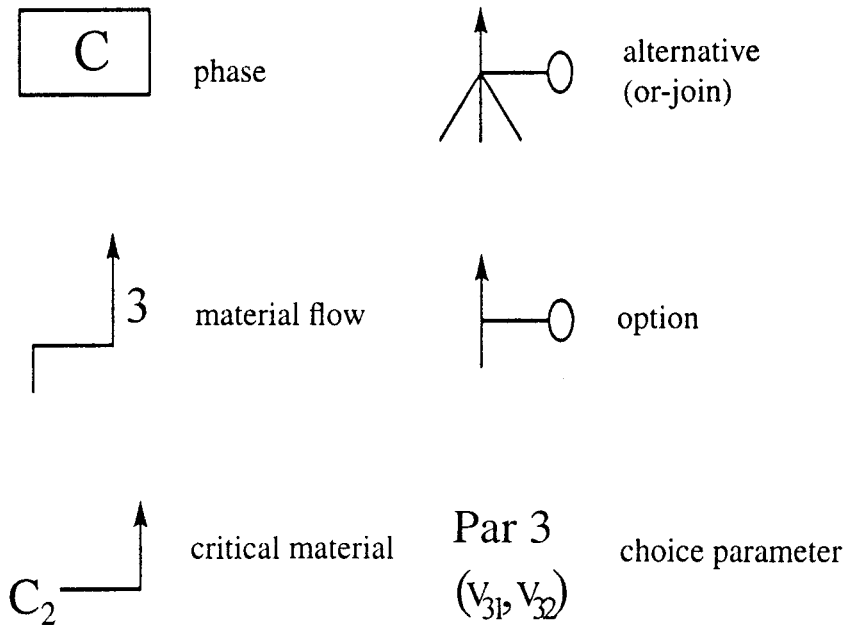 C
phase
alternative
(or-join)
3
material flow
option
C₂
critical material
Par 3
(V₃₁, V₃₂)
choice parameter